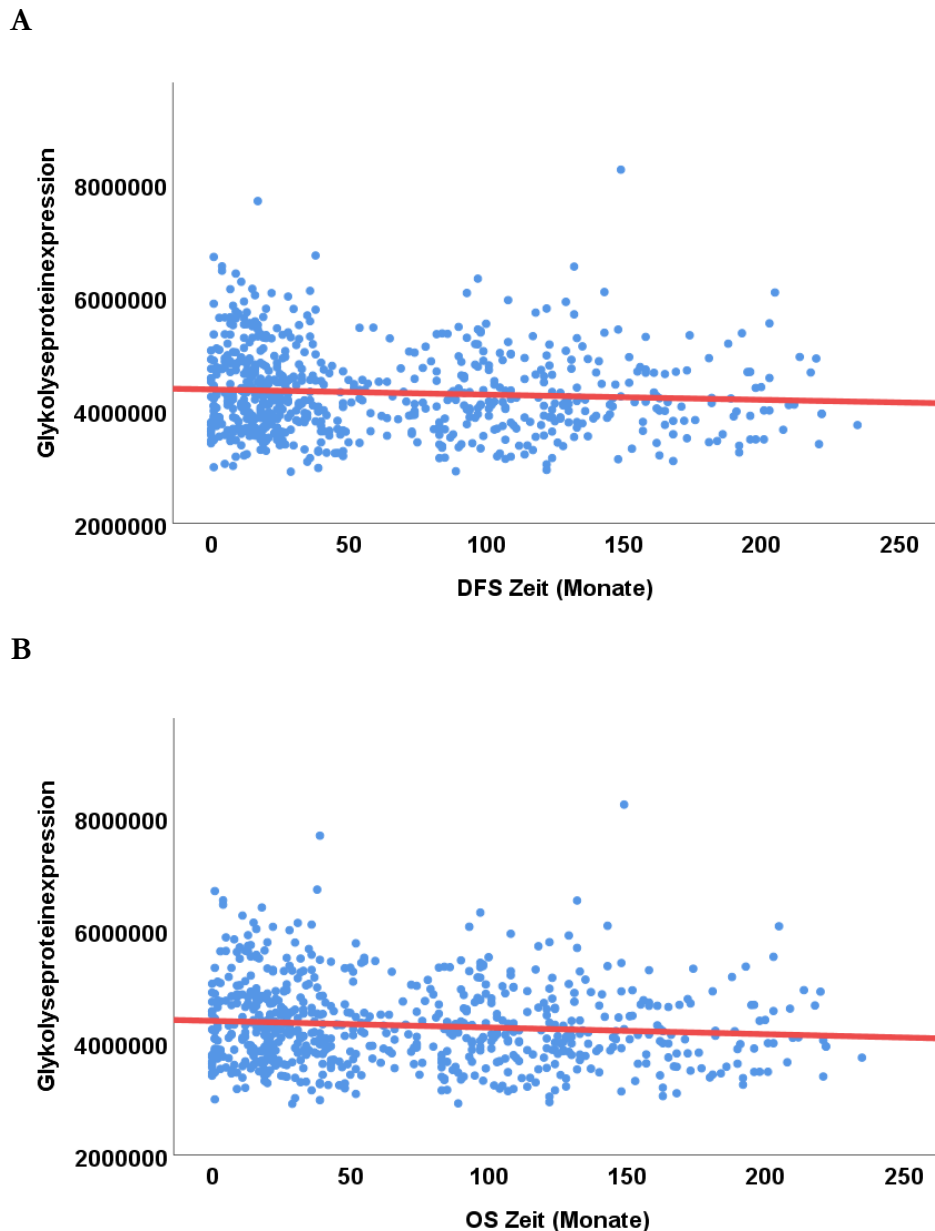 A
Glykolyseproteinexpression
8000000
6000000
4000000
2000000
0 50 100 150 200 250
DFS Zeit (Monate)
B
Glykolyseproteinexpression
8000000
6000000
4000000
2000000
0 50 100 150 200 250
OS Zeit (Monate)